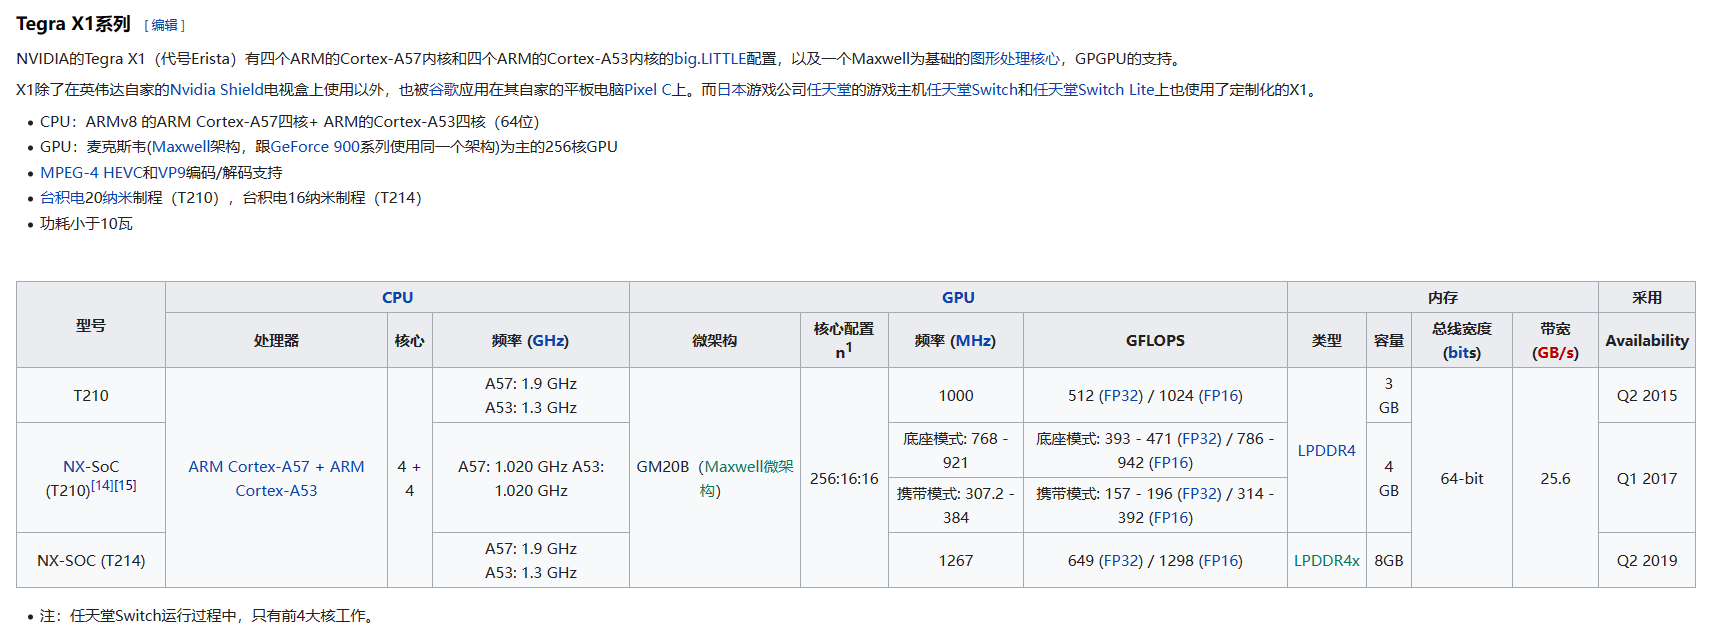 Tegra X1系列 [编辑]
NVIDIA的Tegra X1（代号Erista）有四个ARM的Cortex-A57内核和四个ARM的Cortex-A53内核的big.LITTLE配置，以及一个Maxwell为基础的图形处理核心，GPGPU的支持。
X1除了在英伟达自家的Nvidia Shield电视盒上使用以外，也被谷歌应用在其自家的平板电脑Pixel C上。而日本游戏公司任天堂的游戏主机任天堂Switch和任天堂Switch Lite上也使用了定制化的X1。
• CPU：ARMv8 的ARM Cortex-A57四核+ ARM的Cortex-A53四核（64位）
• GPU：麦克斯韦(Maxwell架构，跟GeForce 900系列使用同一个架构)为主的256核GPU
• MPEG-4 HEVC和VP9编码/解码支持
• 台积电20纳米制程（T210），台积电16纳米制程（T214）
• 功耗小于10瓦
型号 CPU GPU 内存 采用
处理器 核心 频率 (GHz) 微架构 核心配置 频率 (MHz) GFLOPS 类型 容量 总线宽度 带宽 Availability
n1 (bits) (GB/s)
T210 A57: 1.9 GHz 1000 512 (FP32) / 1024 (FP16) 3 Q2 2015
A53: 1.3 GHz GB
NX-SoC ARM Cortex-A57 + ARM 4 + A57: 1.020 GHz A53: GM20B（Maxwell微架 256:16:16 底座模式: 768 - 底座模式: 393 - 471 (FP32) / 786 - LPDDR4 4 64-bit 25.6 Q1 2017
(T210)[14][15] Cortex-A53 4 1.020 GHz 构) 921 942 (FP16) GB
携带模式: 307.2 - 携带模式: 157 - 196 (FP32) / 314 -
384 392 (FP16)
NX-SOC (T214) A57: 1.9 GHz 1267 649 (FP32) / 1298 (FP16) LPDDR4x 8GB Q2 2019
A53: 1.3 GHz
• 注：任天堂Switch运行过程中，只有前4大核工作。